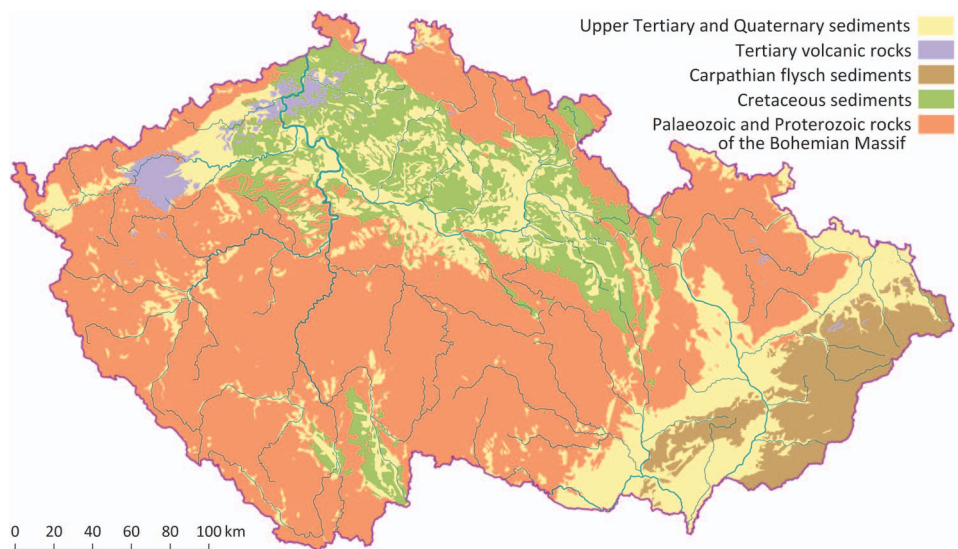 Upper Tertiary and Quaternary sediments
Tertiary volcanic rocks
Carpathian flysch sediments
Cretaceous sediments
Palaeozoic and Proterozoic rocks
of the Bohemian Massif
0 20 40 60 80 100 km